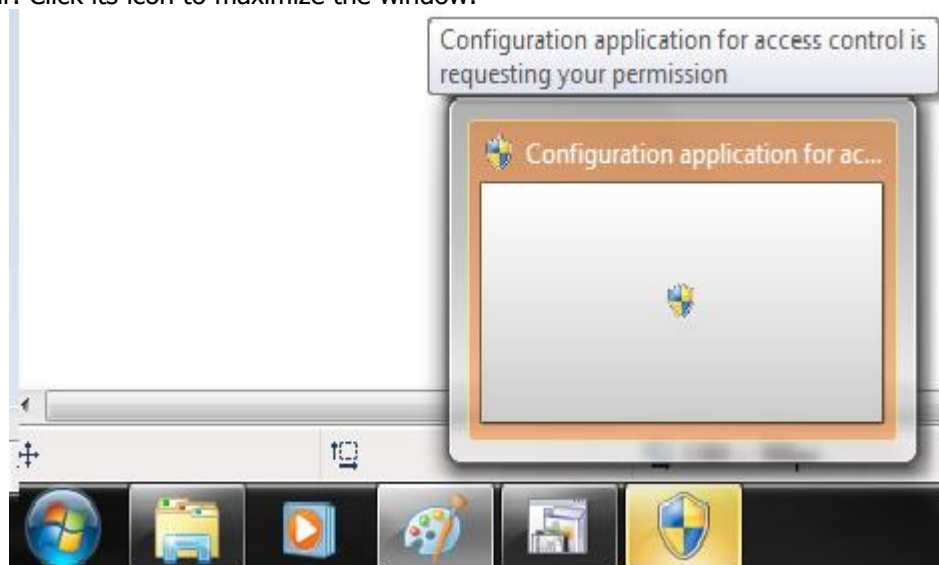 Click its icon to maximize the window.
Configuration application for access control is
requesting your permission
Configuration application for ac...